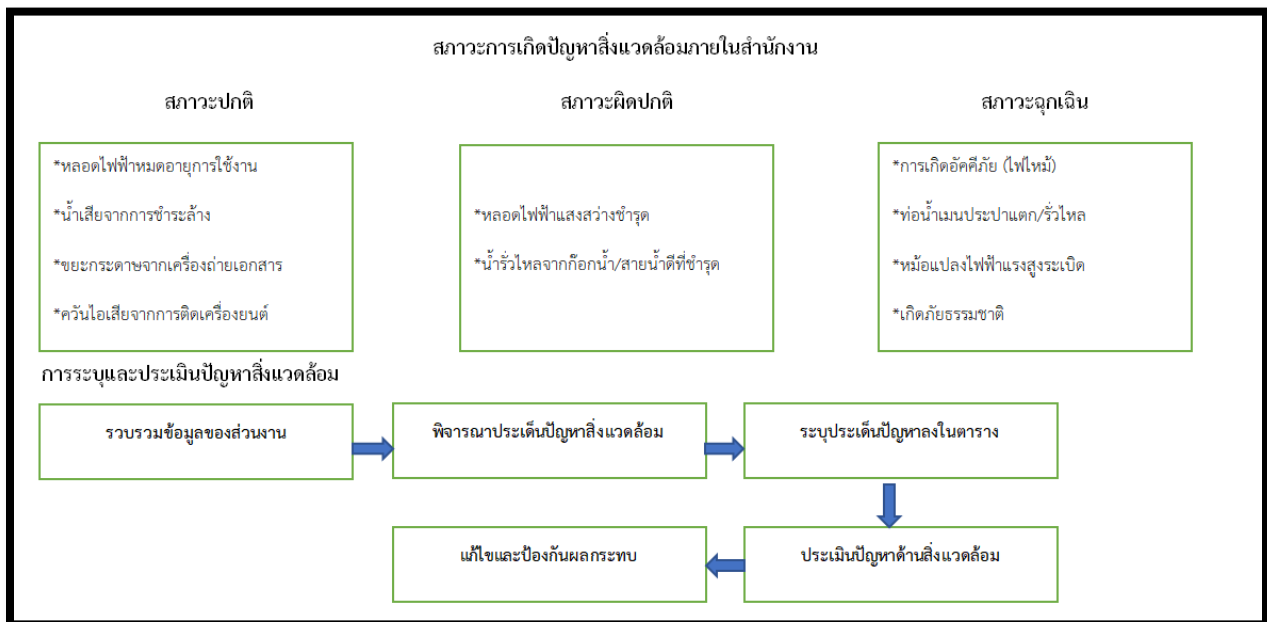 สภาวะการเกิดปัญหาสิ่งแวดล้อมภายในสำนักงาน
สภาวะปกติ
*หลอดไฟฟ้าหมดอายุการใช้งาน
*น้ำเสียจากการชำระล้าง
*ขยะกระดาษจากเครื่องถ่ายเอกสาร
*ควันไอเสียจากการติดเครื่องยนต์
สภาวะผิดปกติ
*หลอดไฟฟ้าแสงสว่างชำรุด
*น้ำรั่วไหลจากก๊อกน้ำ/สายน้ำดีที่ชำรุด
สภาวะฉุกเฉิน
*การเกิดอัคคีภัย (ไฟไหม้)
*ท่อน้ำเมนประปาแตก/รั่วไหล
*หม้อแปลงไฟฟ้าแรงสูงระเบิด
*เกิดภัยธรรมชาติ
การระบุและประเมินปัญหาสิ่งแวดล้อม
รวบรวมข้อมูลของส่วนงาน
พิจารณาประเด็นปัญหาสิ่งแวดล้อม
ระบุประเด็นปัญหาลงในตาราง
ประเมินปัญหาด้านสิ่งแวดล้อม
แก้ไขและป้องกันผลกระทบ